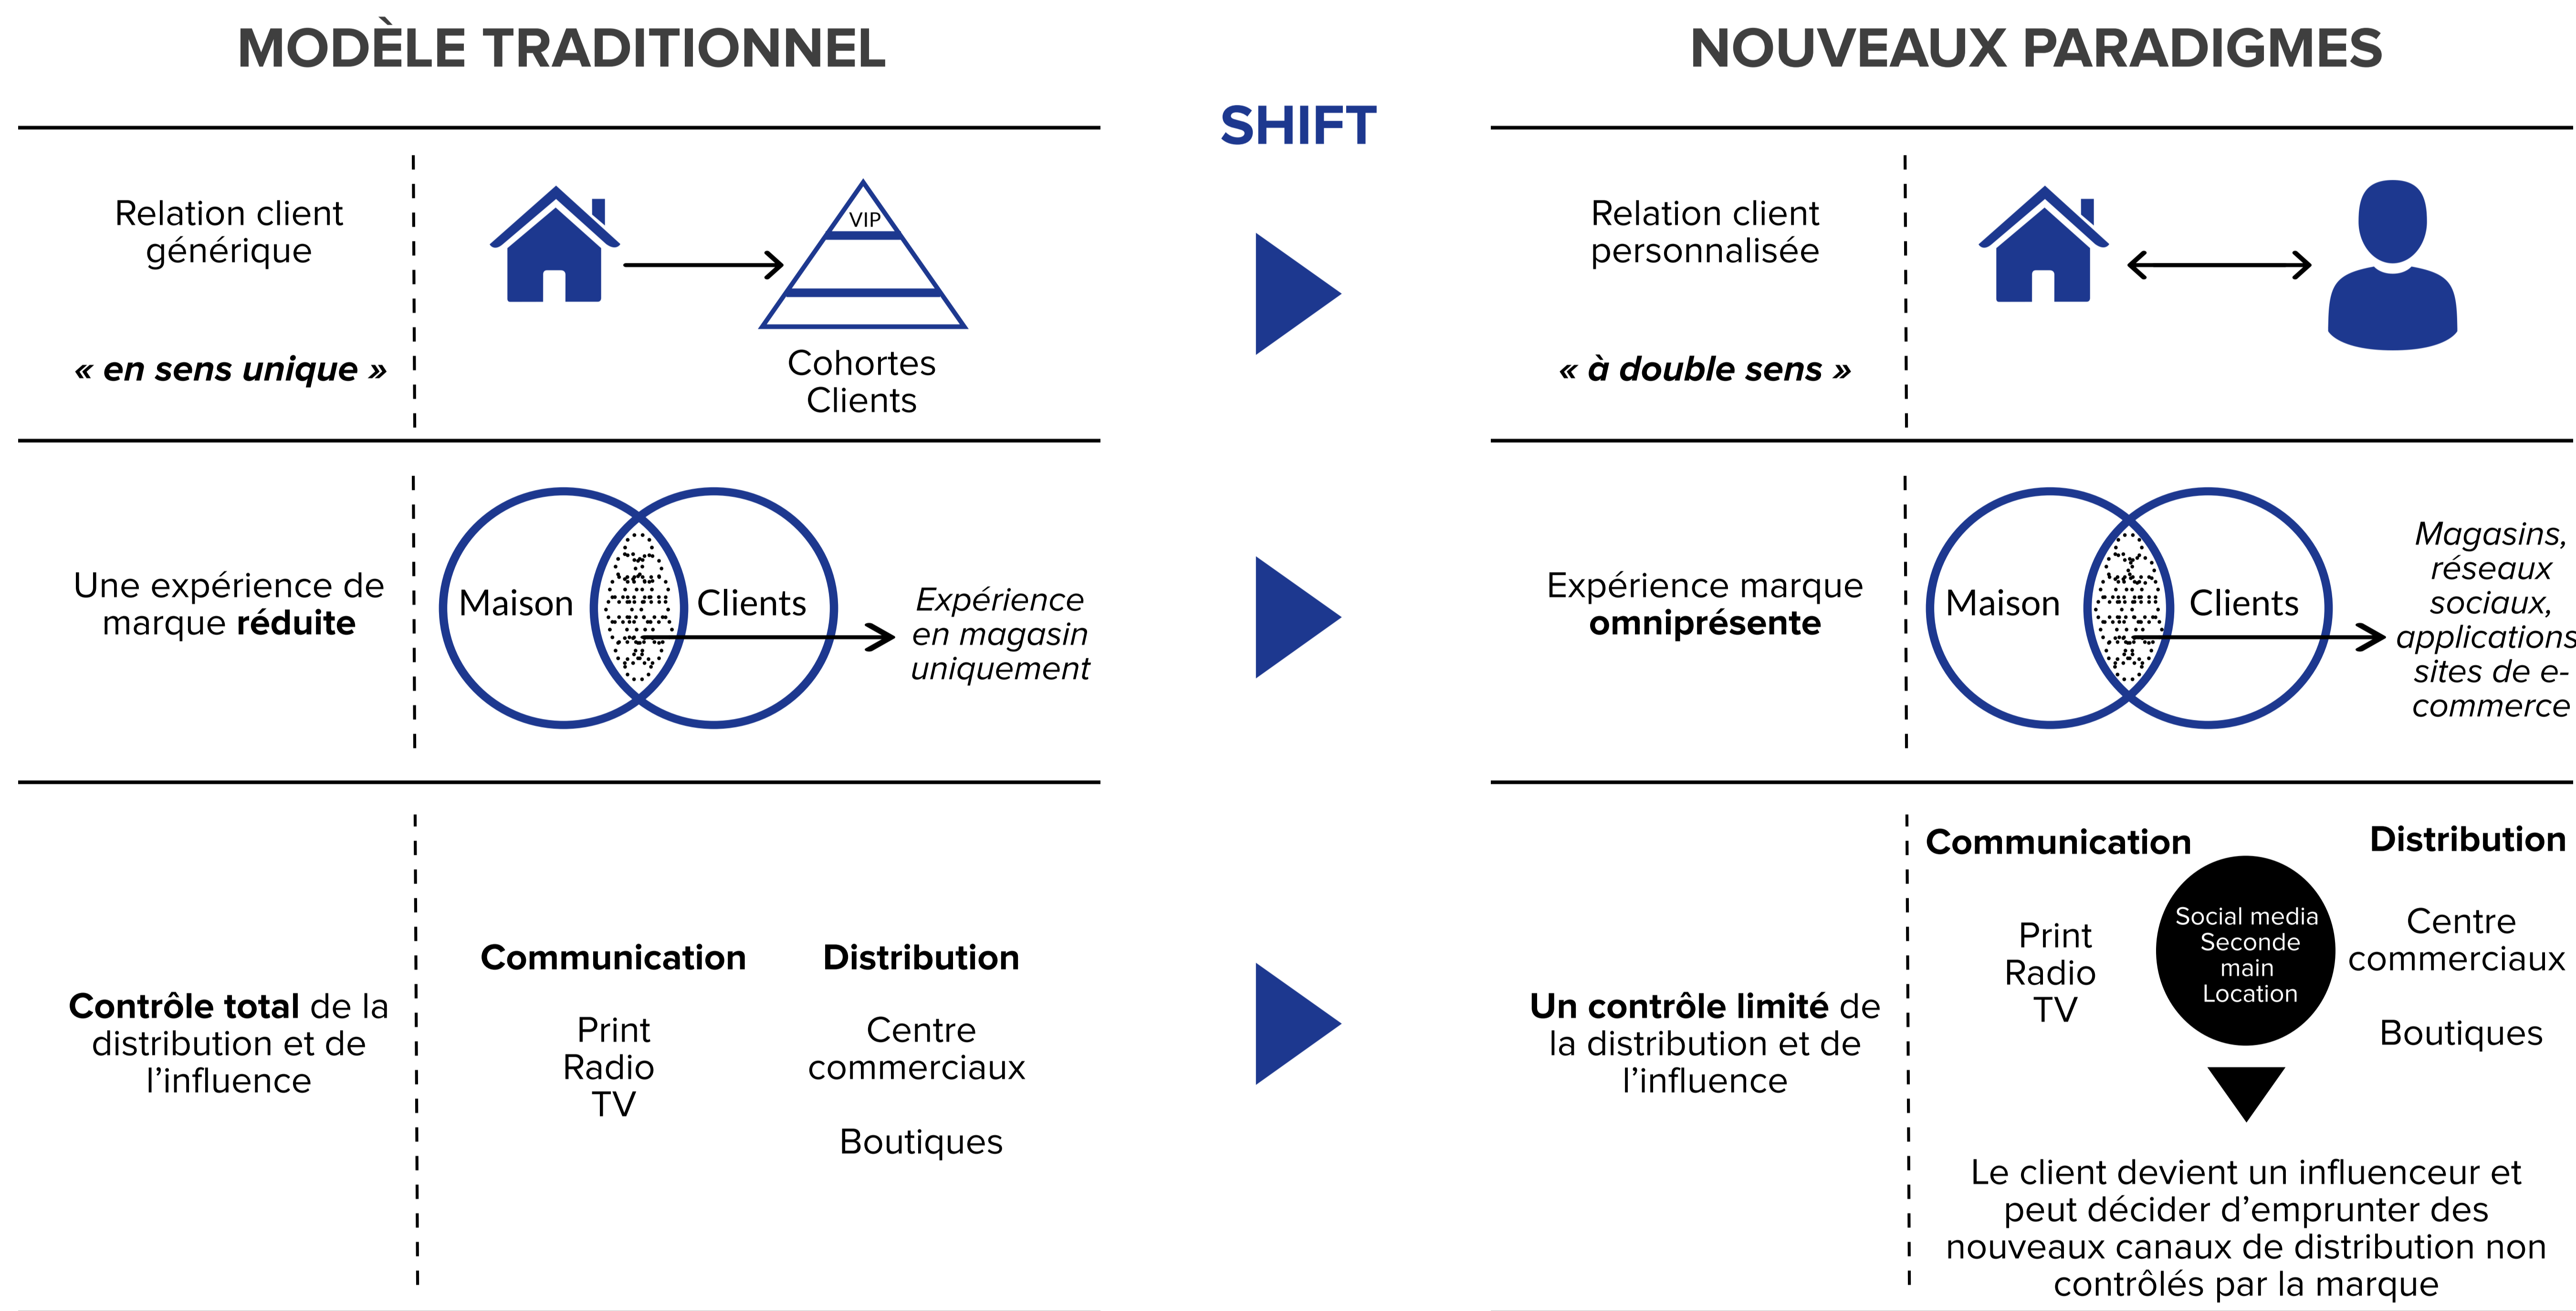 MODÈLE TRADITIONNEL
NOUVEAUX PARADIGMES
SHIFT
Relation client
générique
« en sens unique »
VIP
Cohortes
Clients
Relation client
personnalisée
« à double sens »
Une expérience de
marque réduite
Maison
Clients
Expérience
en magasin
uniquement
Expérience marque
omniprésente
Maison
Clients
Magasins,
réseaux
sociaux,
applications
sites de e-
commerce
Contrôle total de la
distribution et de
l’influence
Communication
Print
Radio
TV
Distribution
Centre
commerciaux
Boutiques
Un contrôle limité de
la distribution et de
l’influence
Communication
Print
Radio
TV
Social media
Seconde
main
Location
Distribution
Centre
commerciaux
Boutiques
Le client devient un influenceur et
peut décider d’emprunter des
nouveaux canaux de distribution non
contrôlés par la marque